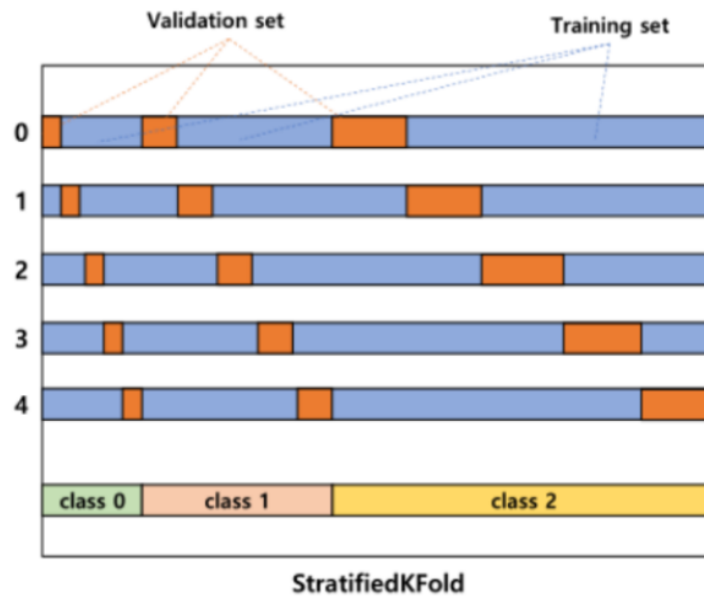 Validation set
Training set
0
1
2
3
4
class 0 class 1 class 2
StratifiedKFold